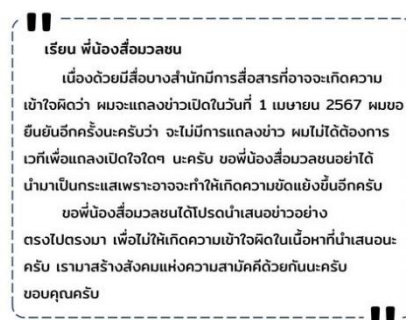 เรียน พี่น้องสื่อมวลชน
เนื่องด้วยมีสื่อบางสำนักมีการสื่อสารที่อาจจะเกิดความ
เข้าใจผิดว่า ผมจะแถลงข่าวเปิดในวันที่ 1 เมษายน 2567 ผมขอ
ยืนยันอีกครั้งนะครับว่า จะไม่มีการแถลงข่าว ผมไม่ได้ต้องการ
เวทีเพื่อแถลงเปิดใจใดๆ นะครับ ขอพี่น้องสื่อมวลชนอย่าได้
นำมาเป็นกระแสเพราะอาจจะทำให้เกิดความขัดแย้งขึ้นอีกครับ
ขอพี่น้องสื่อมวลชนได้โปรดนำเสนอข่าวอย่าง
ตรงไปตรงมา เพื่อไม่ให้เกิดความเข้าใจผิดในเนื้อหาที่นำเสนอนะ
ครับ เรามาสร้างสังคมแห่งความสามัคคีด้วยกันนะครับ
ขอบคุณครับ